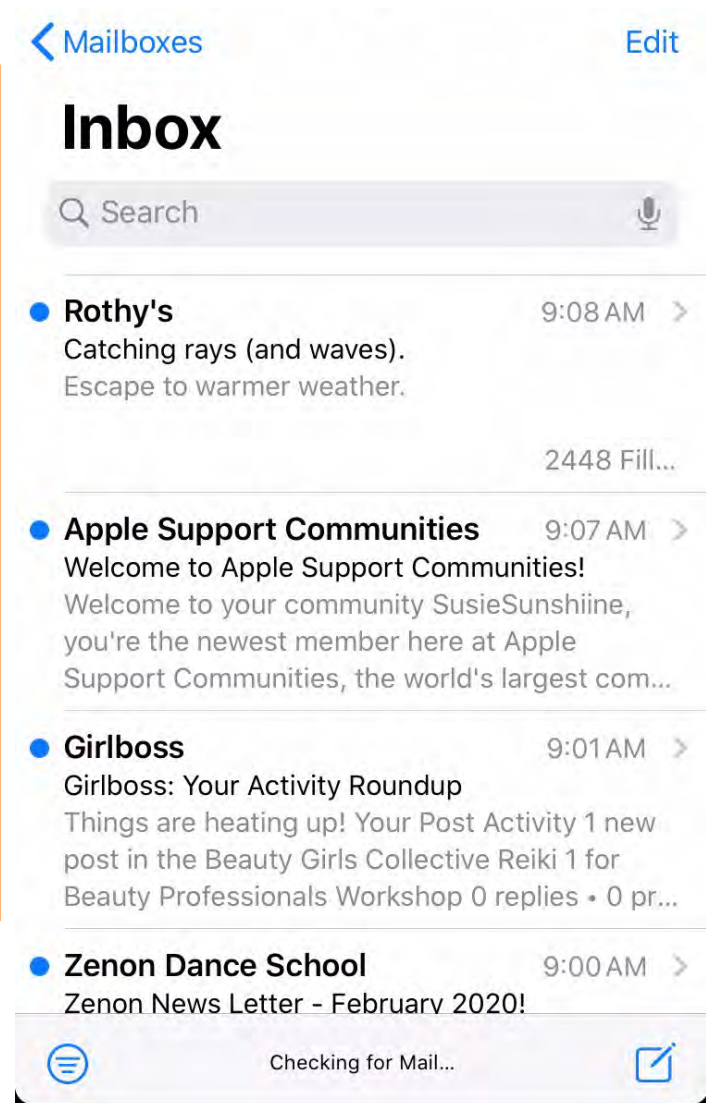 Mailboxes Edit
Inbox
Search
Rothy's 9:08 AM
Catching rays (and waves).
Escape to warmer weather.
2448 Fill...
Apple Support Communities 9:07 AM
Welcome to Apple Support Communities!
Welcome to your community SusieSunshiine,
you're the newest member here at Apple
Support Communities, the world's largest com...
Girlboss 9:01 AM
Girlboss: Your Activity Roundup
Things are heating up! Your Post Activity 1 new
post in the Beauty Girls Collective Reiki 1 for
Beauty Professionals Workshop 0 replies • 0 pr...
Zenon Dance School 9:00 AM
Zenon News Letter - February 2020!
Checking for Mail...